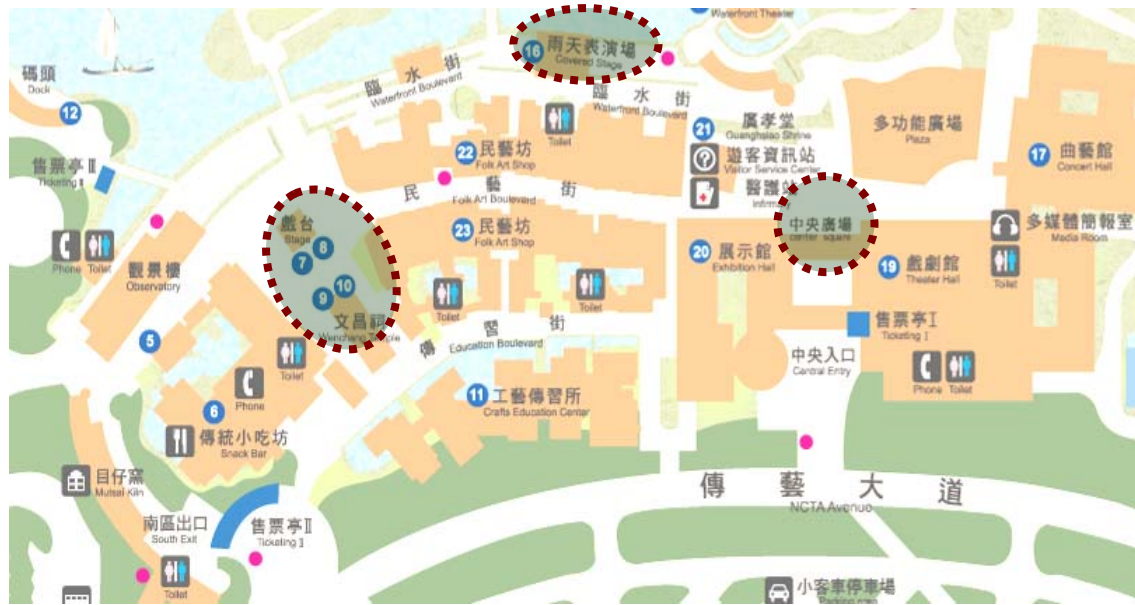 Waterfront Theater
16
雨天表演場
Covered Stage
碼頭
Dock
12
臨水街
Waterfront Boulevard
臨水街
Waterfront Boulevard
Toilet
21
廣孝堂
Guanghsiao Shrine
多功能廣場
Plaza
17
曲藝館
Concert Hall
售票亭II
Ticketing II
22
民藝坊
Folk Art Shop
?
遊客資訊站
Visitor Service Center
醫護站
Infirmary
民藝街
Folk Art Boulevard
戲台
Stage
8
7
10
9
文昌祠
Wenchang Temple
23
民藝坊
Folk Art Shop
中央廣場
center square
多媒體簡報室
Media Room
Toilet
Phone
Toilet
觀景樓
Observatory
20
展示館
Exhibition Hall
19
戲劇館
Theater Hall
Toilet
Toilet
習街
Education Boulevard
5
Toilet
售票亭I
Ticketing I
中央入口
Central Entry
Phone
Toilet
Phone
6
11
工藝傳習所
Crafts Education Center
傳統小吃坊
Snack Bar
目仔窯
Mutsai Kiln
傳藝大道
NCTA Avenuo
南區出口
South Exit
售票亭II
Ticketing I
Toilet
小客車停車場